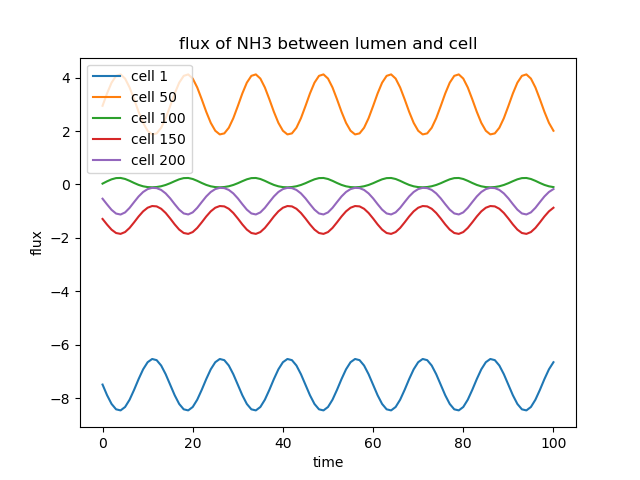 flux of NH3 between lumen and cell
cell 1
cell 50
cell 100
cell 150
cell 200
4
2
0
−2
−4
−6
−8
flux
0 20 40 60 80 100
time